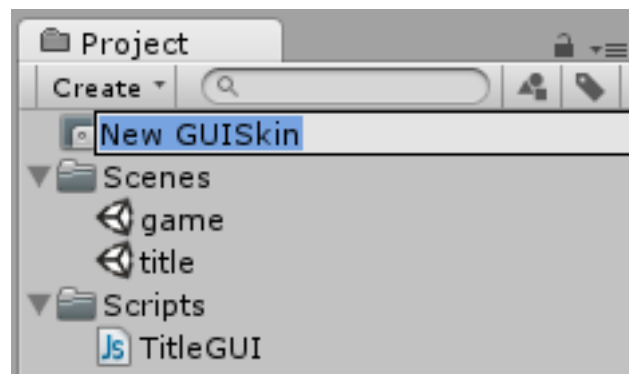 Project
Create
New GUISkin
Scenes
game
title
Scripts
Js TitleGUI